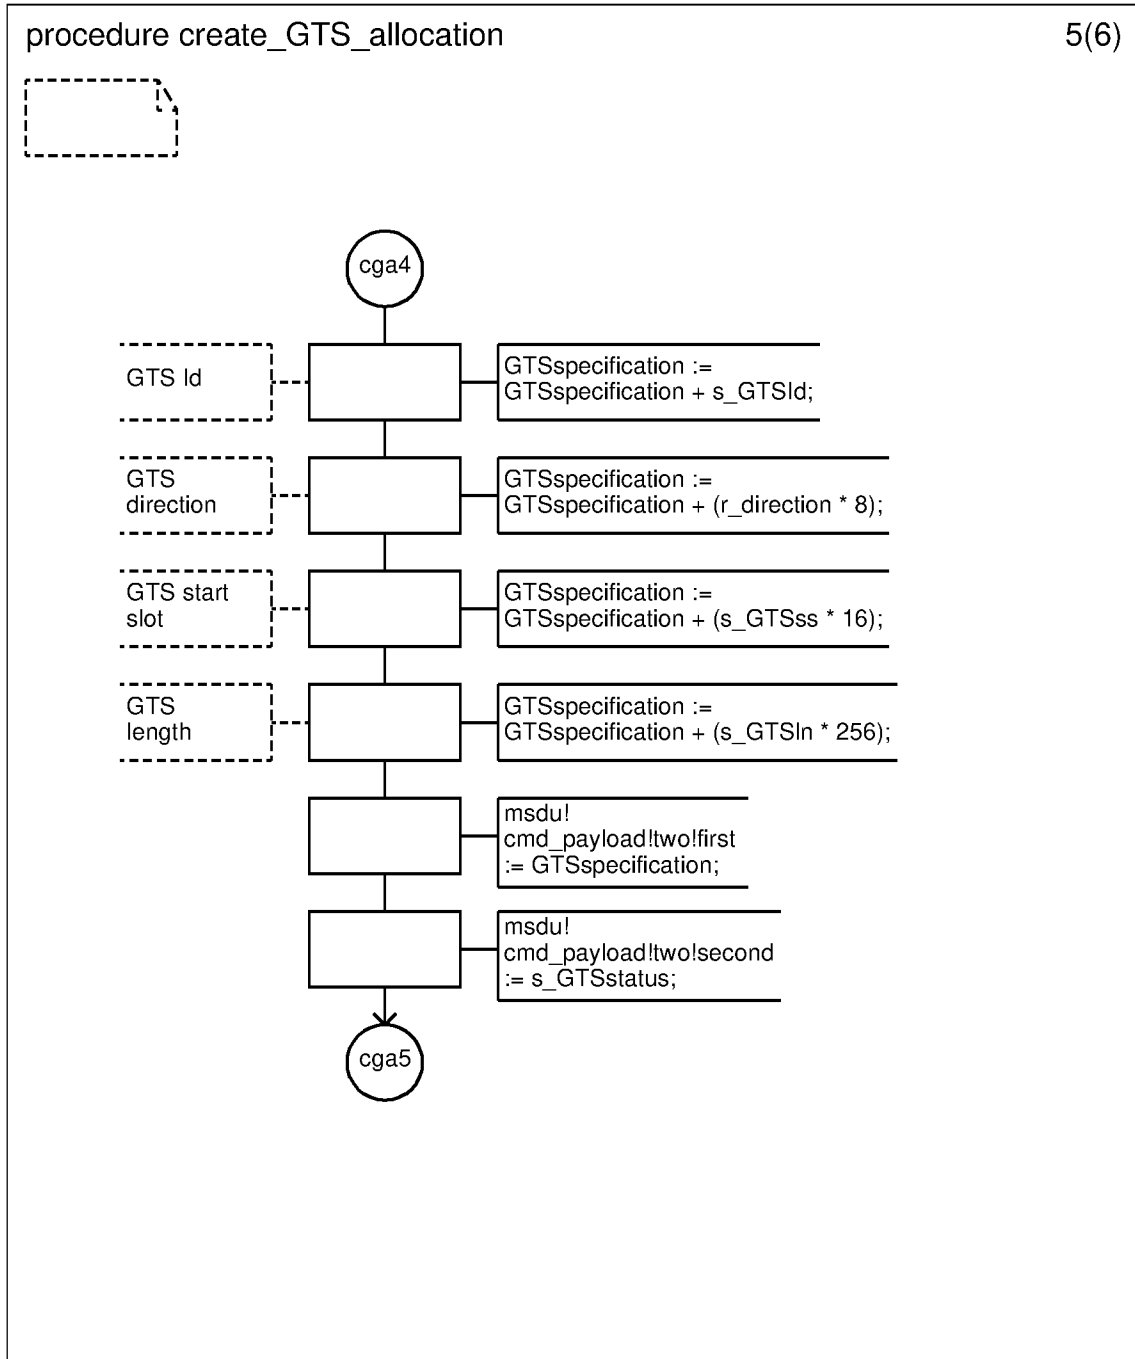 procedure create_GTS_allocation 5(6)
cga4
GTS Id
GTSspecification :=
GTSspecification + s_GTSId;
GTS
direction
GTSspecification :=
GTSspecification + (r_direction * 8);
GTS start
slot
GTSspecification :=
GTSspecification + (s_GTSss * 16);
GTS
length
GTSspecification :=
GTSspecification + (s_GTSln * 256);
msdu!
cmd_payload!two!first
:= GTSspecification;
msdu!
cmd_payload!two!second
:= s_GTSstatus;
cga5